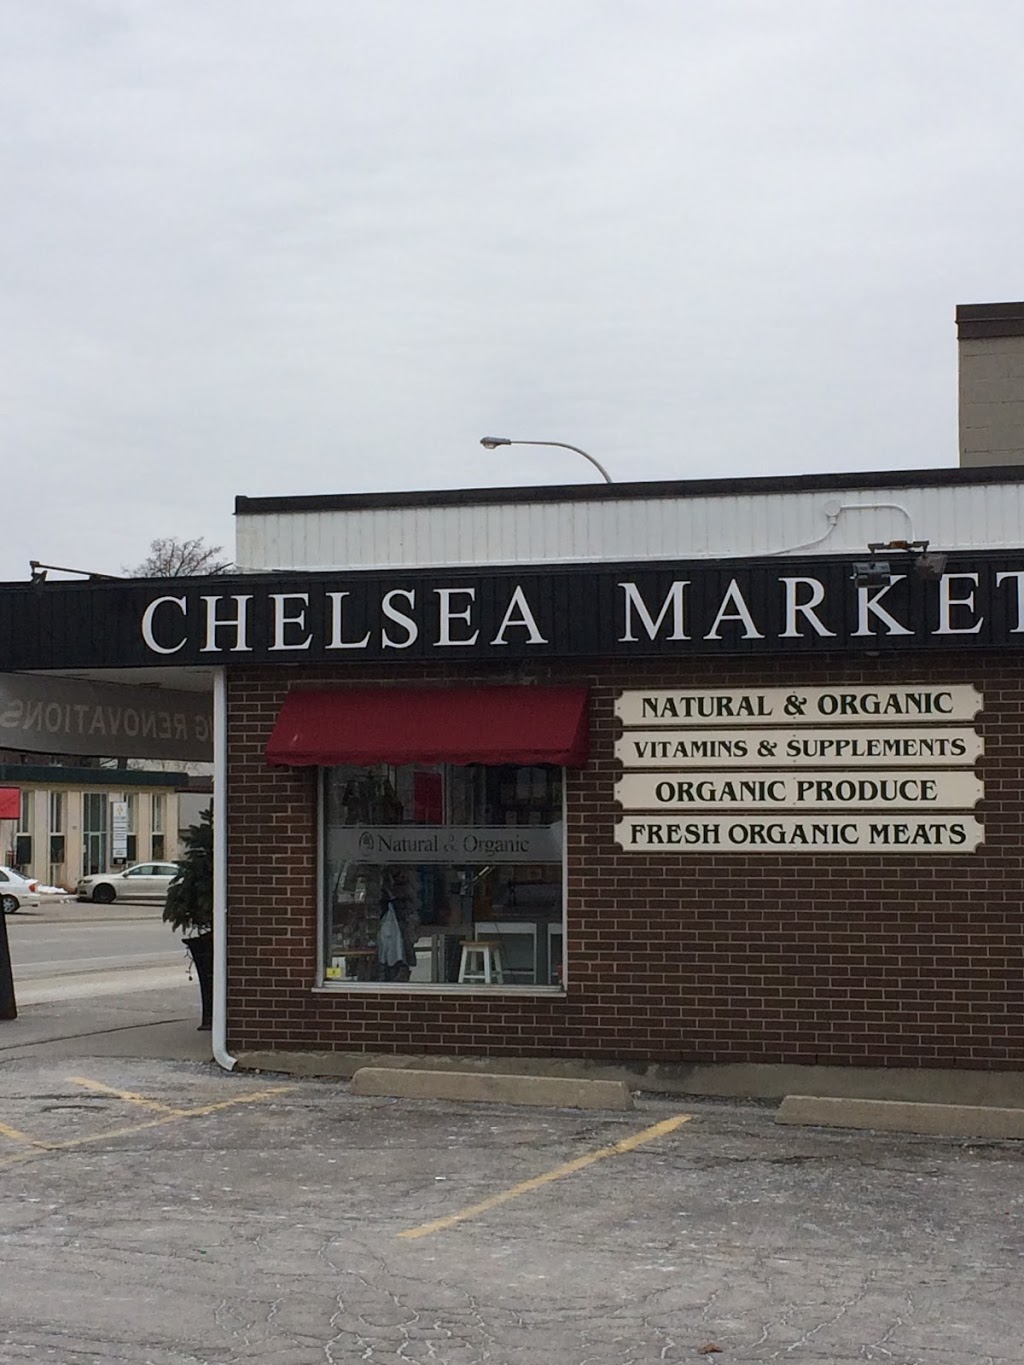 CHELSEA MARKET
NATURAL & ORGANIC
VITAMINS & SUPPLEMENTS
ORGANIC PRODUCE
FRESH ORGANIC MEATS
Natural & Organic
RENOVATIONS